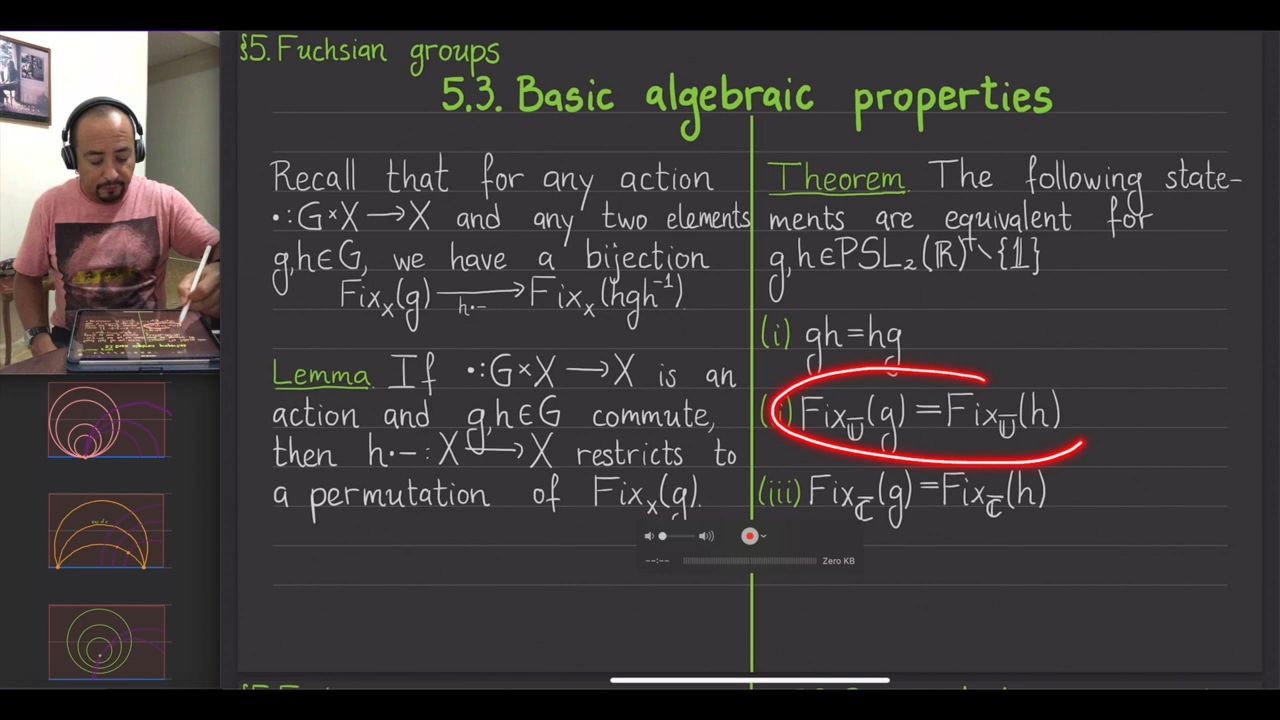 §5. Fuchsian groups
5.3. Basic algebraic properties
Recall that for any action
•:G×X→X and any two elements
g,h∈G, we have a bijection
Fixₓ(g) —h·-→ Fixₓ(hgh⁻¹)
Lemma. If •:G×X→X is an
action and g,h∈G commute,
then h·-:X→X restricts to
a permutation of Fixₓ(g).
Theorem. The following state-
ments are equivalent for
g,h∈PSL₂(ℝ)∖{𝟙}
(i) gh=hg
(ii) Fix_U̅(g)=Fix_U̅(h)
(iii) Fix_ℂ̅(g)=Fix_ℂ̅(h)
--:--
Zero KB